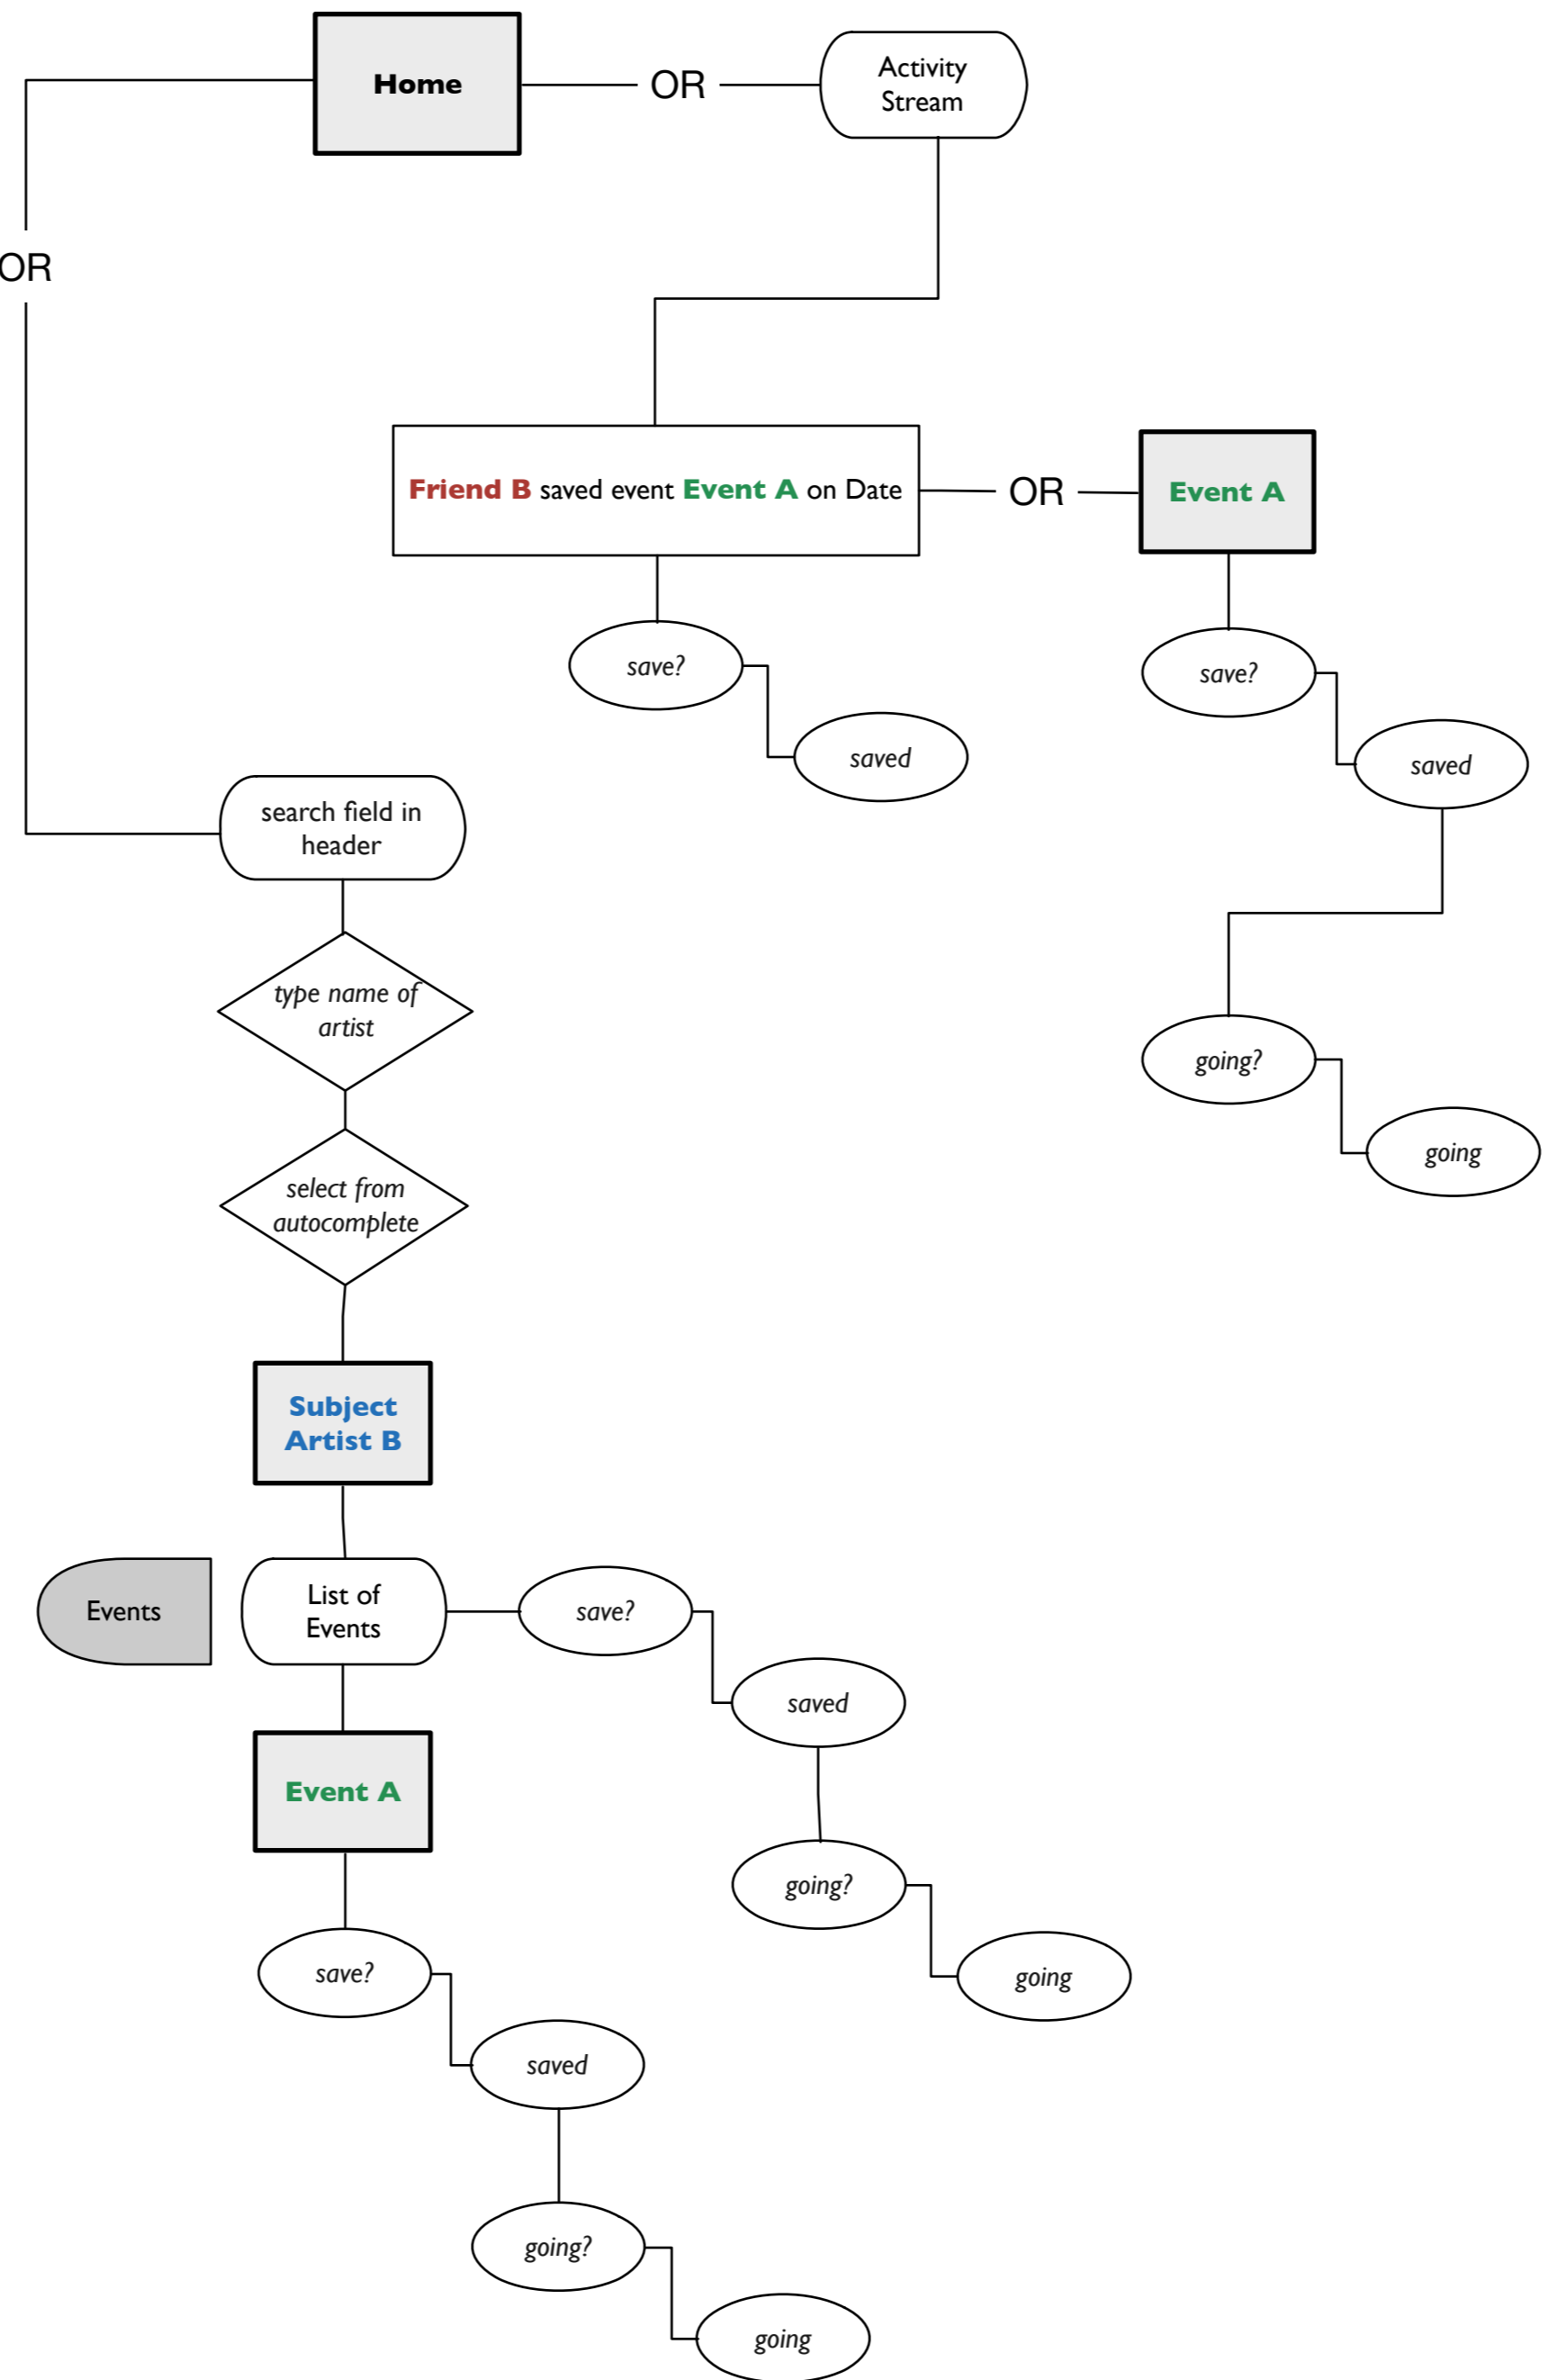 Home
OR
Activity
Stream
OR
Friend B saved event Event A on Date
OR
Event A
save?
save?
saved
saved
search field in
header
type name of
artist
going?
going
select from
autocomplete
Subject
Artist B
Events
List of
Events
save?
saved
Event A
going?
save?
going
saved
going?
going